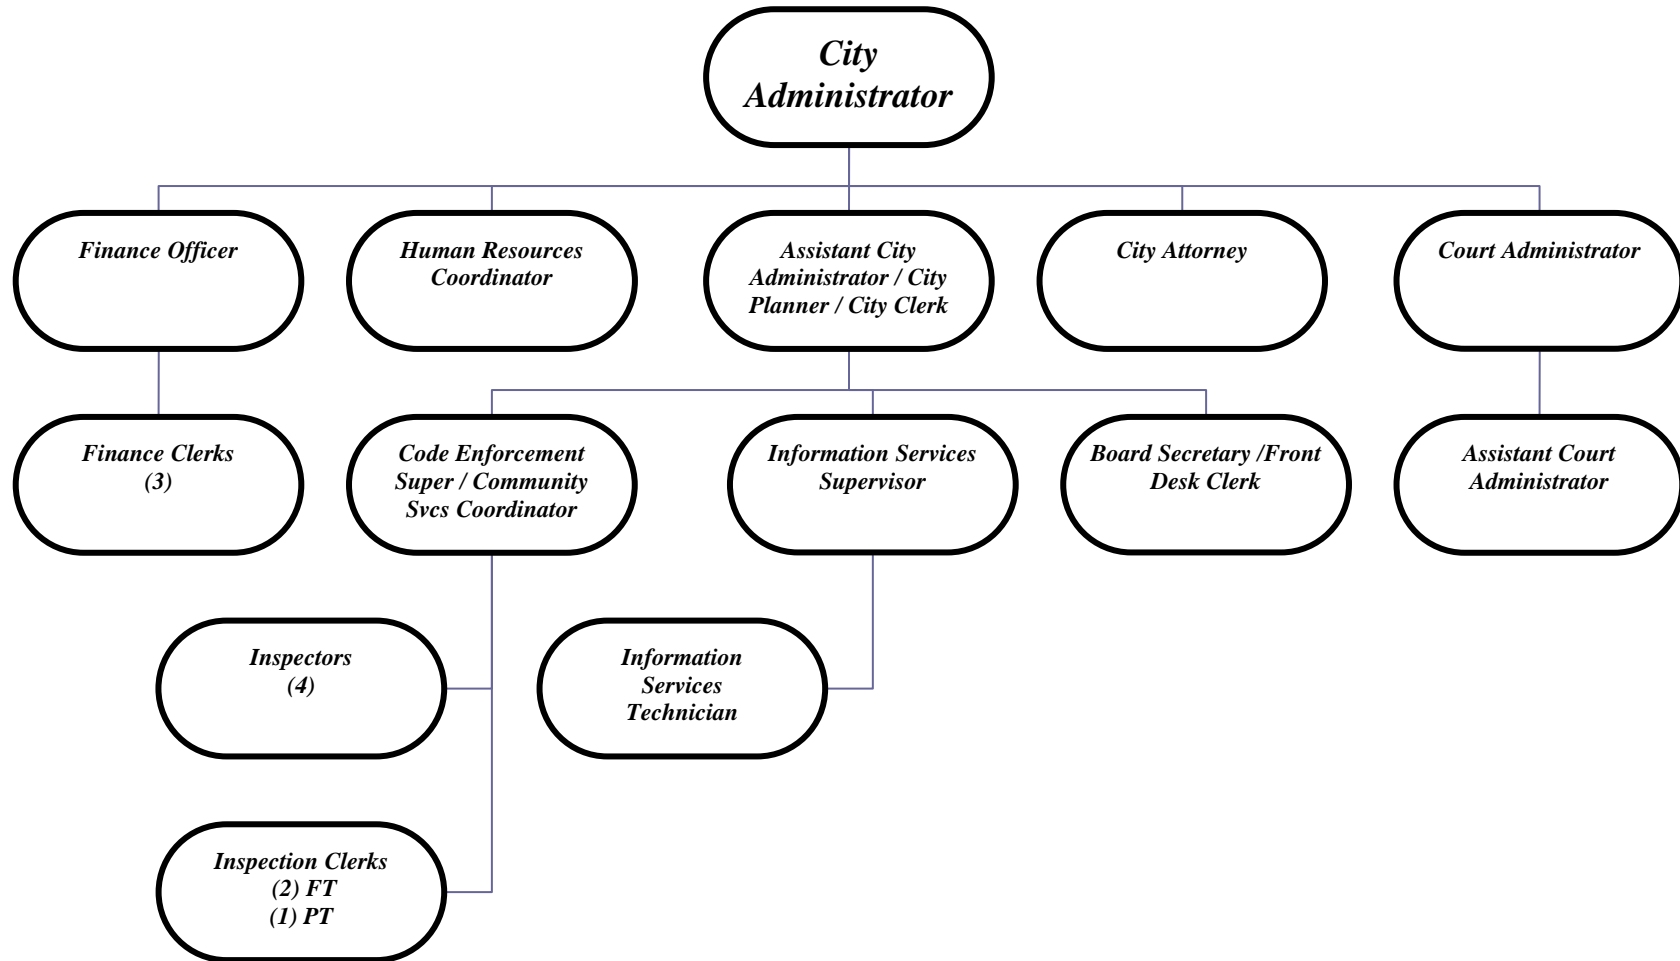 City
Administrator
Finance Officer
Human Resources
Coordinator
Assistant City
Administrator / City
Planner / City Clerk
City Attorney
Court Administrator
Finance Clerks
(3)
Code Enforcement
Super / Community
Svcs Coordinator
Information Services
Supervisor
Board Secretary /Front
Desk Clerk
Assistant Court
Administrator
Inspectors
(4)
Information
Services
Technician
Inspection Clerks
(2) FT
(1) PT